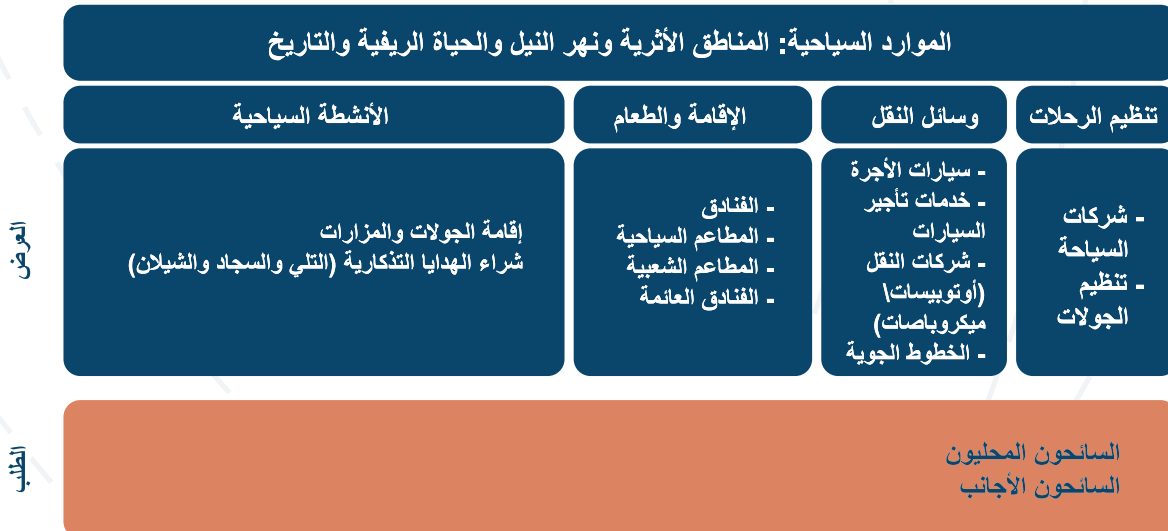 الموارد السياحية: المناطق الأثرية ونهر النيل والحياة الريفية والتاريخ
تنظيم الرحلات
وسائل النقل
الإقامة والطعام
الأنشطة السياحية
العرض
- شركات
السياحة
- تنظيم
الجولات
- سيارات الأجرة
- خدمات تأجير
السيارات
- شركات النقل
(أوتوبيسات\
ميكروباصات)
- الخطوط الجوية
- الفنادق
- المطاعم السياحية
- المطاعم الشعبية
- الفنادق العائمة
إقامة الجولات والمزارات
شراء الهدايا التذكارية (التلي والسجاد والشيلان)
الطلب
السائحون المحليون
السائحون الأجانب